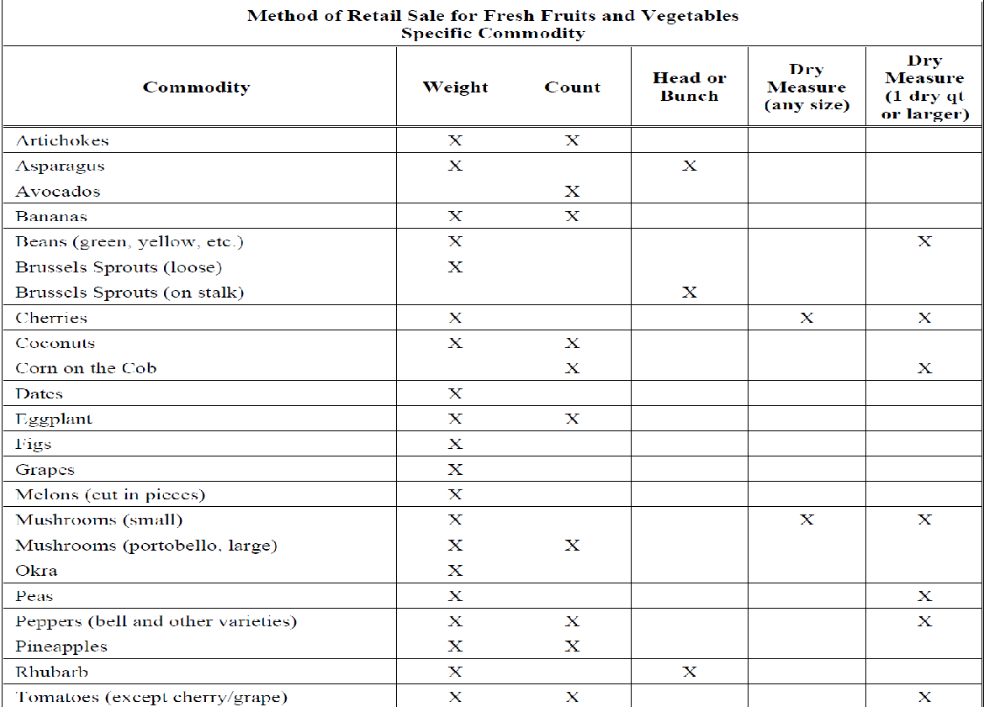 Method of Retail Sale for Fresh Fruits and Vegetables
Specific Commodity
Commodity Weight Count Head or Bunch Dry Measure (any size) Dry Measure (1 dry qt or larger)
Artichokes X X
Asparagus X X
Avocados X
Bananas X X
Beans (green, yellow, etc.) X X
Brussels Sprouts (loose) X
Brussels Sprouts (on stalk) X
Cherries X X X
Coconuts X X
Corn on the Cob X X
Dates X
Eggplant X X
Figs X
Grapes X
Melons (cut in pieces) X
Mushrooms (small) X X X
Mushrooms (portobello, large) X X
Okra X
Peas X X
Peppers (bell and other varieties) X X X
Pineapples X X
Rhubarb X X
Tomatoes (except cherry/grape) X X X